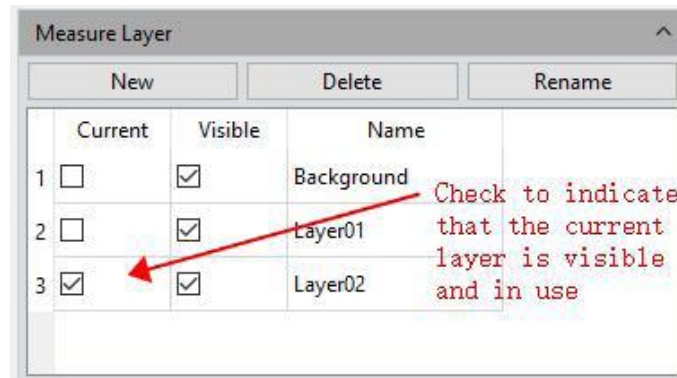 Measure Layer
New Delete Rename
Current Visible Name
1 Background
2 Layer01
3 Layer02
Check to indicate
that the current
layer is visible
and in use